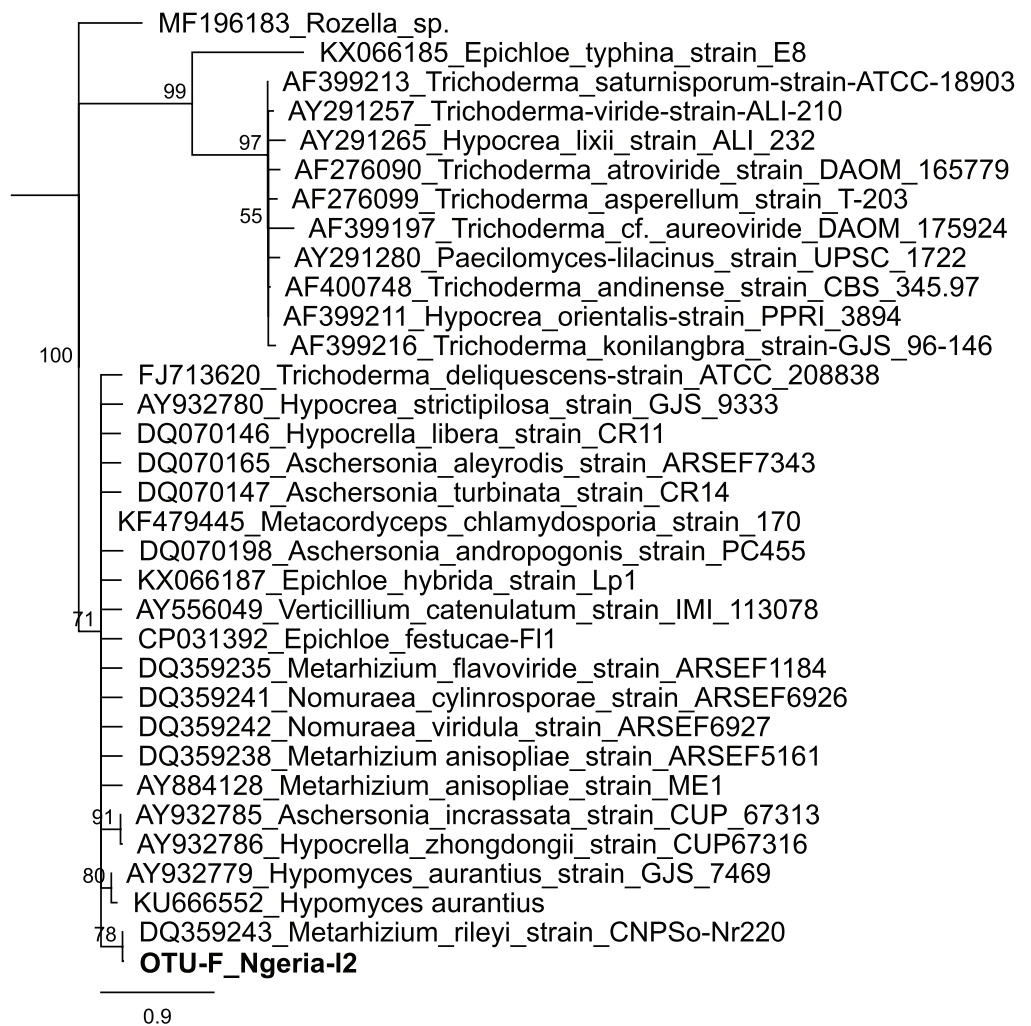 MF196183_Rozella_sp.
KX066185_Epichloe_typhina_strain_E8
99
AF399213_Trichoderma_saturnisporum-strain-ATCC-18903
AY291257_Trichoderma-viride-strain-ALI-210
97
AY291265_Hypocrea_lixii_strain_ALI_232
AF276090_Trichoderma_atroviride_strain_DAOM_165779
AF276099_Trichoderma_asperellum_strain_T-203
55
AF399197_Trichoderma_cf._aureoviride_DAOM_175924
AY291280_Paecilomyces-lilacinus_strain_UPSC_1722
AF400748_Trichoderma_andinense_strain_CBS_345.97
AF399211_Hypocrea_orientalis-strain_PPRI_3894
AF399216_Trichoderma_konilangbra_strain-GJS_96-146
100
FJ713620_Trichoderma_deliquescens-strain_ATCC_208838
AY932780_Hypocrea_strictipilosa_strain_GJS_9333
DQ070146_Hypocrella_libera_strain_CR11
DQ070165_Aschersonia_aleyrodis_strain_ARSEF7343
DQ070147_Aschersonia_turbinata_strain_CR14
KF479445_Metacordyceps_chlamydosporia_strain_170
DQ070198_Aschersonia_andropogonis_strain_PC455
KX066187_Epichloe_hybrida_strain_Lp1
71
AY556049_Verticillium_catenulatum_strain_IMI_113078
CP031392_Epichloe_festucae-Fl1
DQ359235_Metarhizium_flavoviride_strain_ARSEF1184
DQ359241_Nomuraea_cylinrosporae_strain_ARSEF6926
DQ359242_Nomuraea_viridula_strain_ARSEF6927
DQ359238_Metarhizium anisopliae_strain_ARSEF5161
AY884128_Metarhizium_anisopliae_strain_ME1
91
AY932785_Aschersonia_incrassata_strain_CUP_67313
AY932786_Hypocrella_zhongdongii_strain_CUP67316
80
AY932779_Hypomyces_aurantius_strain_GJS_7469
KU666552_Hypomyces aurantius
78
DQ359243_Metarhizium_rileyi_strain_CNPSo-Nr220
OTU-F_Ngeria-I2
0.9